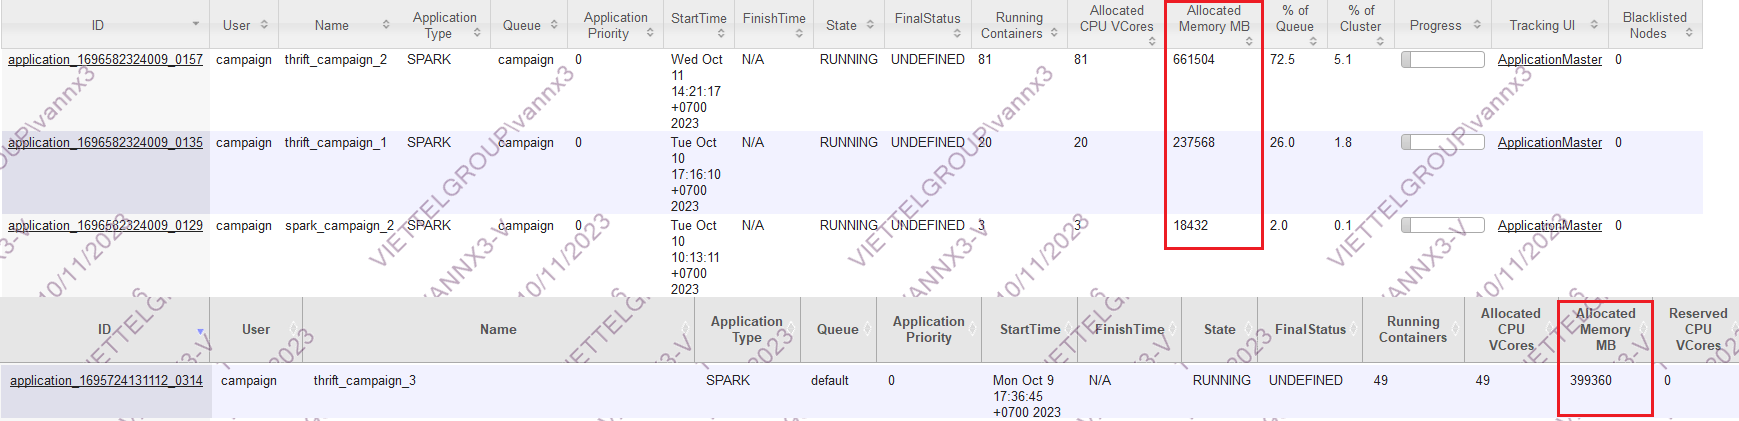 ID User Name Application Type Queue Application Priority StartTime FinishTime State FinalStatus Running Containers Allocated CPU VCores Allocated Memory MB % of Queue % of Cluster Progress Tracking UI Blacklisted Nodes
application_1696582324009_0157 campaign thrift_campaign_2 SPARK campaign 0 Wed Oct 11 14:21:17 +0700 2023 N/A RUNNING UNDEFINED 81 81 661504 72.5 5.1 ApplicationMaster 0
application_1696582324009_0135 campaign thrift_campaign_1 SPARK campaign 0 Tue Oct 10 17:16:10 +0700 2023 N/A RUNNING UNDEFINED 20 20 237568 26.0 1.8 ApplicationMaster 0
application_1696582324009_0129 campaign spark_campaign_2 SPARK campaign 0 Tue Oct 10 10:13:11 +0700 2023 N/A RUNNING UNDEFINED 3 3 18432 2.0 0.1 ApplicationMaster 0
ID User Name Application Type Queue Application Priority StartTime FinishTime State FinalStatus Running Containers Allocated CPU VCores Allocated Memory MB Reserved CPU VCores
application_1695724131112_0314 campaign thrift_campaign_3 SPARK default 0 Mon Oct 9 17:36:45 +0700 2023 N/A RUNNING UNDEFINED 49 49 399360 0
VIETTELGROUP\vannx3
VANNX3-V
10/11/2023